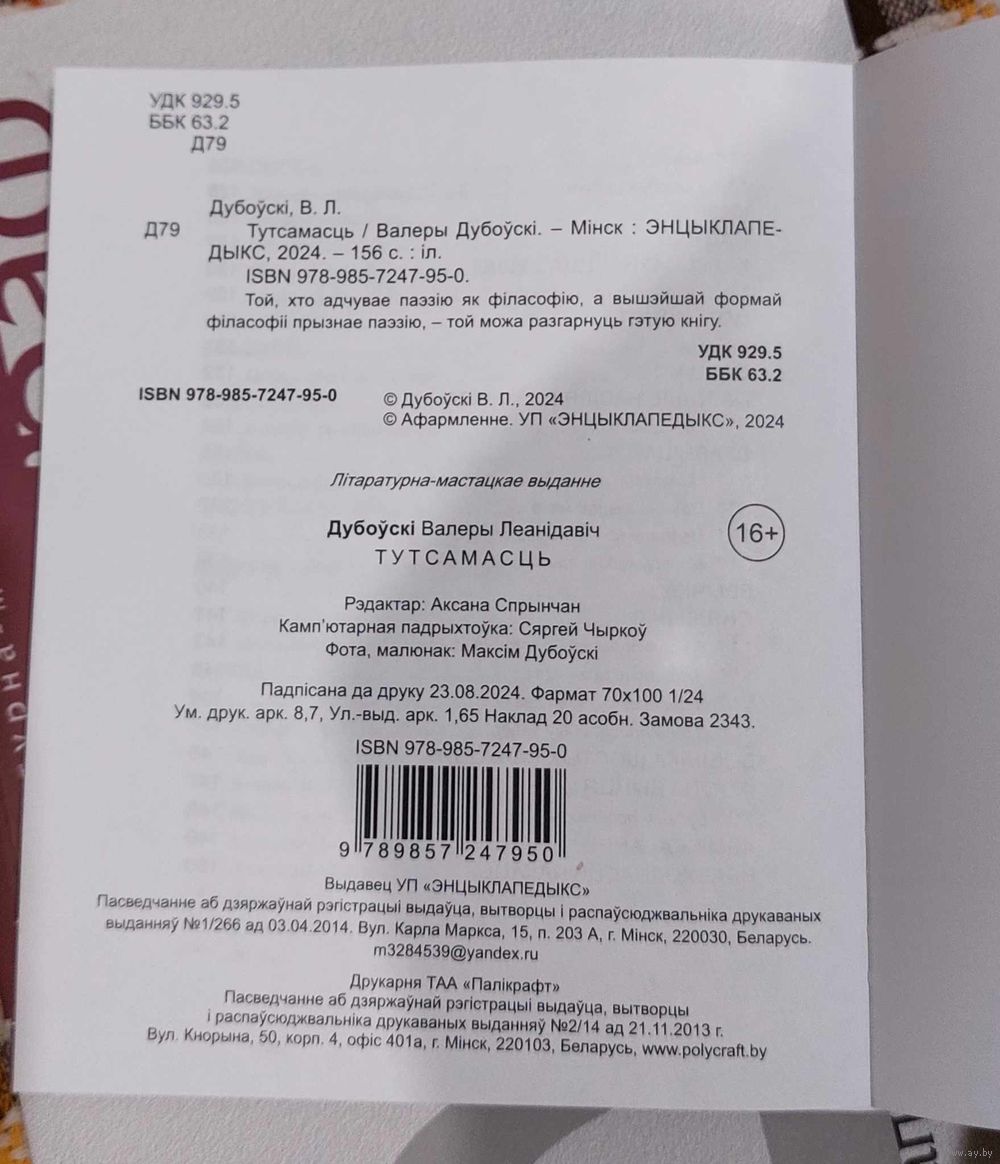 УДК 929.5
ББК 63.2
Д79
Дубоўскі, В. Л.
Д79 Тутсамасць / Валеры Дубоўскі. – Мінск : ЭНЦЫКЛАПЕ-
ДЫКС, 2024. – 156 с. : іл.
ISBN 978-985-7247-95-0.
Той, хто адчувае паэзію як філасофію, а вышэйшай формай
філасофіі прызнае паэзію, – той можа разгарнуць гэтую кнігу.
УДК 929.5
ББК 63.2
ISBN 978-985-7247-95-0
© Дубоўскі В. Л., 2024
© Афармленне. УП «ЭНЦЫКЛАПЕДЫКС», 2024
Літаратурна-мастацкае выданне
Дубоўскі Валеры Леанідавіч
16+
ТУТСАМАСЦЬ
Рэдактар: Аксана Спрынчан
Камп'ютарная падрыхтоўка: Сяргей Чыркоў
Фота, малюнак: Максім Дубоўскі
Падпісана да друку 23.08.2024. Фармат 70x100 1/24
Ум. друк. арк. 8,7, Ул.-выд. арк. 1,65 Наклад 20 асобн. Замова 2343.
ISBN 978-985-7247-95-0
9 789857 247950
Выдавец УП «ЭНЦЫКЛАПЕДЫКС»
Пасведчанне аб дзяржаўнай рэгістрацыі выдаўца, вытворцы і распаўсюджвальніка друкаваных
выданняў №1/266 ад 03.04.2014. Вул. Карла Маркса, 15, п. 203 А, г. Мінск, 220030, Беларусь.
m3284539@yandex.ru
Друкарня ТАА «Палікрафт»
Пасведчанне аб дзяржаўнай рэгістрацыі выдаўца, вытворцы
і распаўсюджвальніка друкаваных выданняў №2/14 ад 21.11.2013 г.
Вул. Кнорына, 50, корп. 4, офіс 401а, г. Мінск, 220103, Беларусь, www.polycraft.by